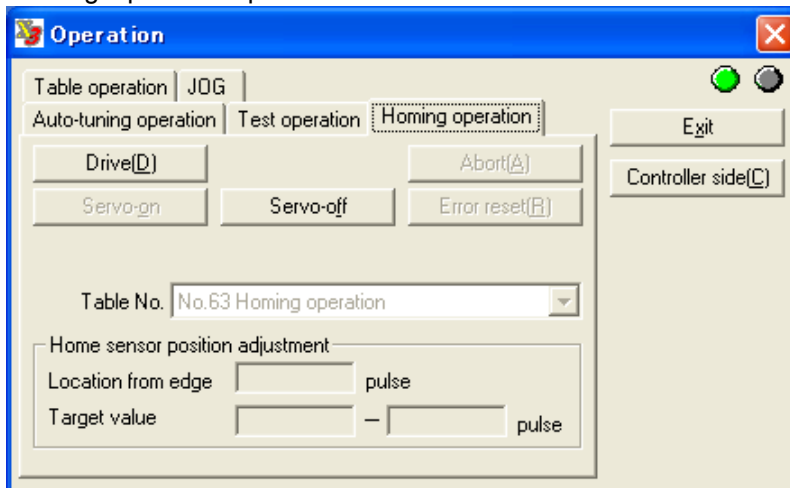 Operation
Table operation JOG
Auto-tuning operation Test operation Homing operation
Exit
Drive(D) Abort(A)
Controller side(C)
Servo-on Servo-off Error reset(R)
Table No. No.63 Homing operation
Home sensor position adjustment
Location from edge pulse
Target value – pulse